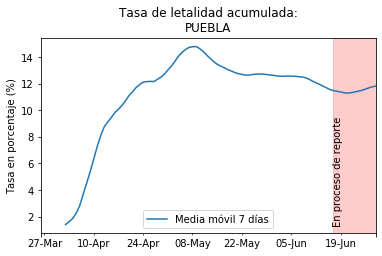 Tasa de letalidad acumulada:
PUEBLA
Tasa en porcentaje (%)
14
12
10
8
6
4
2
En proceso de reporte
Media móvil 7 días
27-Mar 10-Apr 24-Apr 08-May 22-May 05-Jun 19-Jun